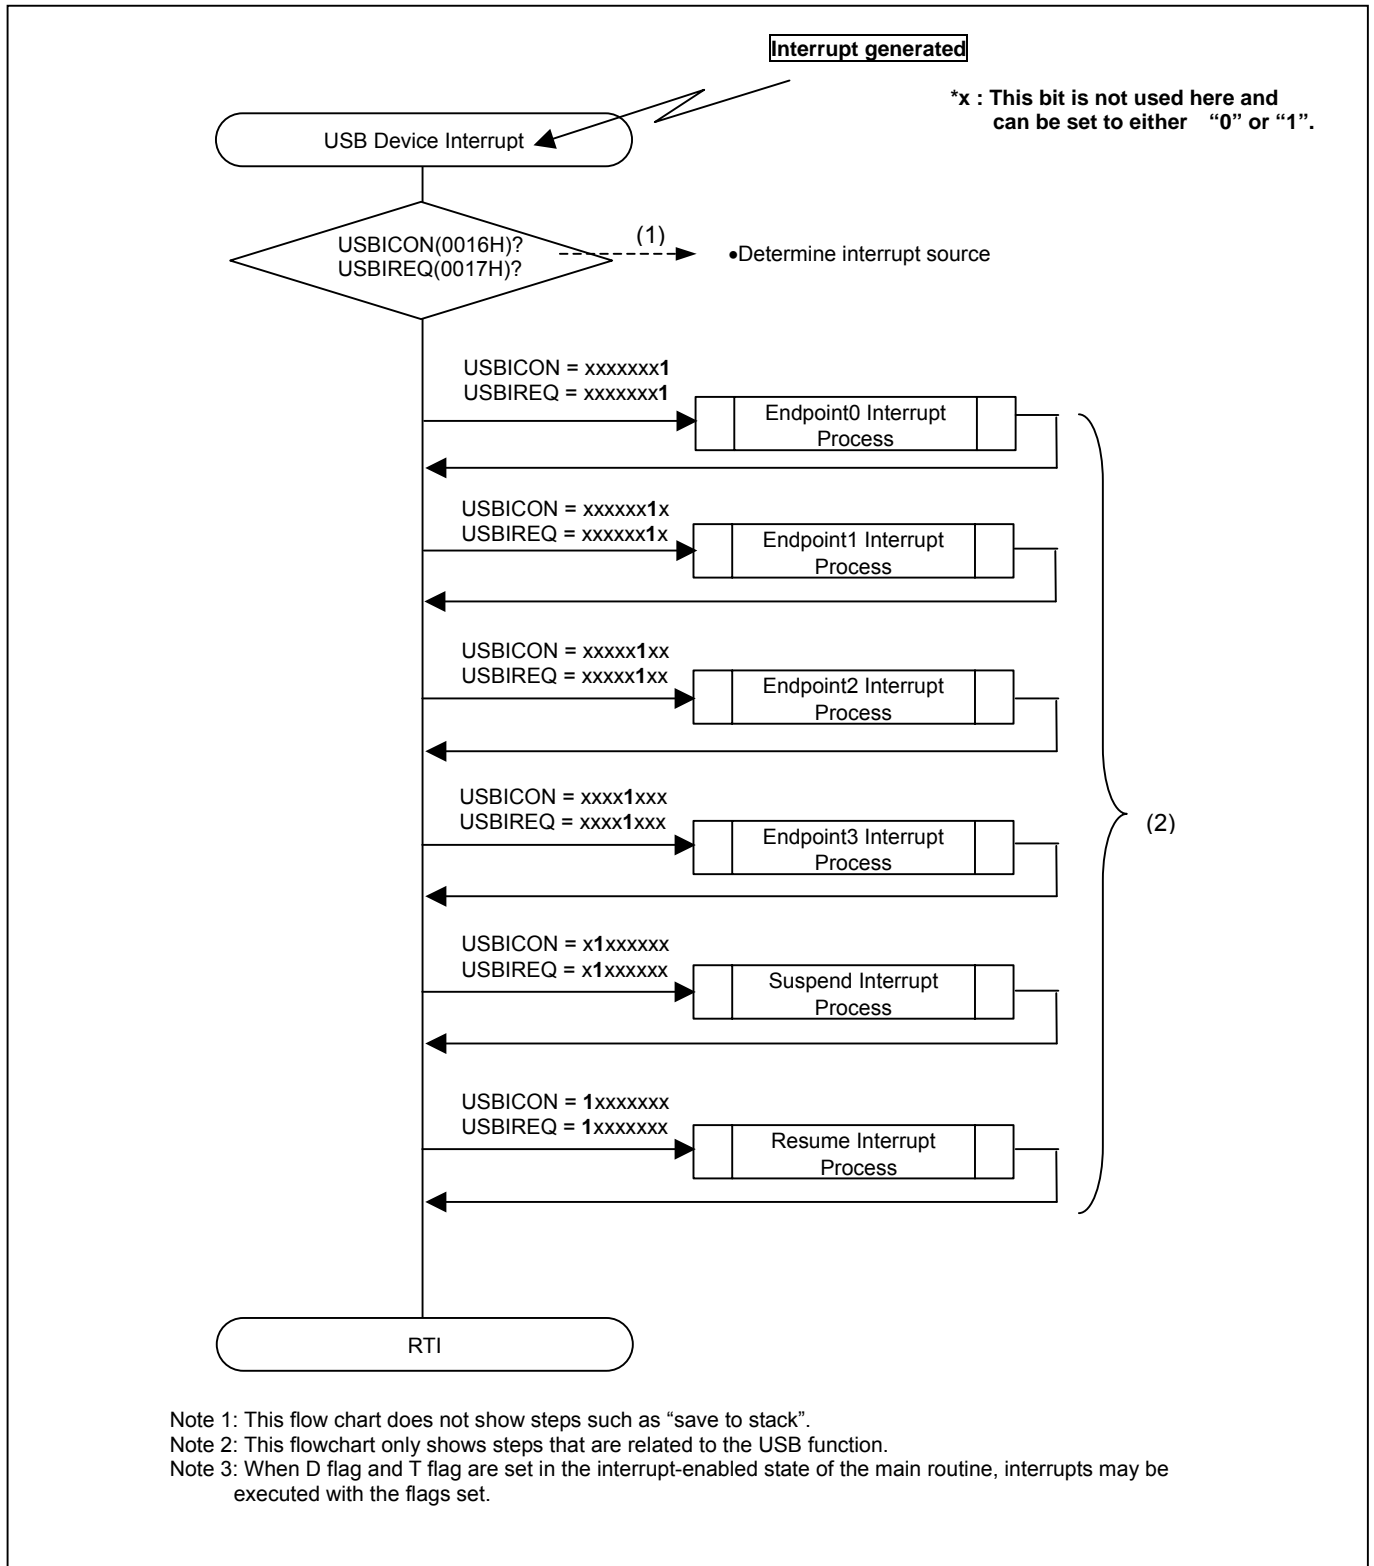 Interrupt generated
*x : This bit is not used here and
can be set to either “0” or “1”.
USB Device Interrupt
USBICON(0016H)?
USBIREQ(0017H)?
(1)
•Determine interrupt source
USBICON = xxxxxxx1
USBIREQ = xxxxxxx1
Endpoint0 Interrupt
Process
USBICON = xxxxxx1x
USBIREQ = xxxxxx1x
Endpoint1 Interrupt
Process
USBICON = xxxxx1xx
USBIREQ = xxxxx1xx
Endpoint2 Interrupt
Process
USBICON = xxxx1xxx
USBIREQ = xxxx1xxx
Endpoint3 Interrupt
Process
(2)
USBICON = x1xxxxxx
USBIREQ = x1xxxxxx
Suspend Interrupt
Process
USBICON = 1xxxxxxx
USBIREQ = 1xxxxxxx
Resume Interrupt
Process
RTI
Note 1: This flow chart does not show steps such as “save to stack”.
Note 2: This flowchart only shows steps that are related to the USB function.
Note 3: When D flag and T flag are set in the interrupt-enabled state of the main routine, interrupts may be
executed with the flags set.